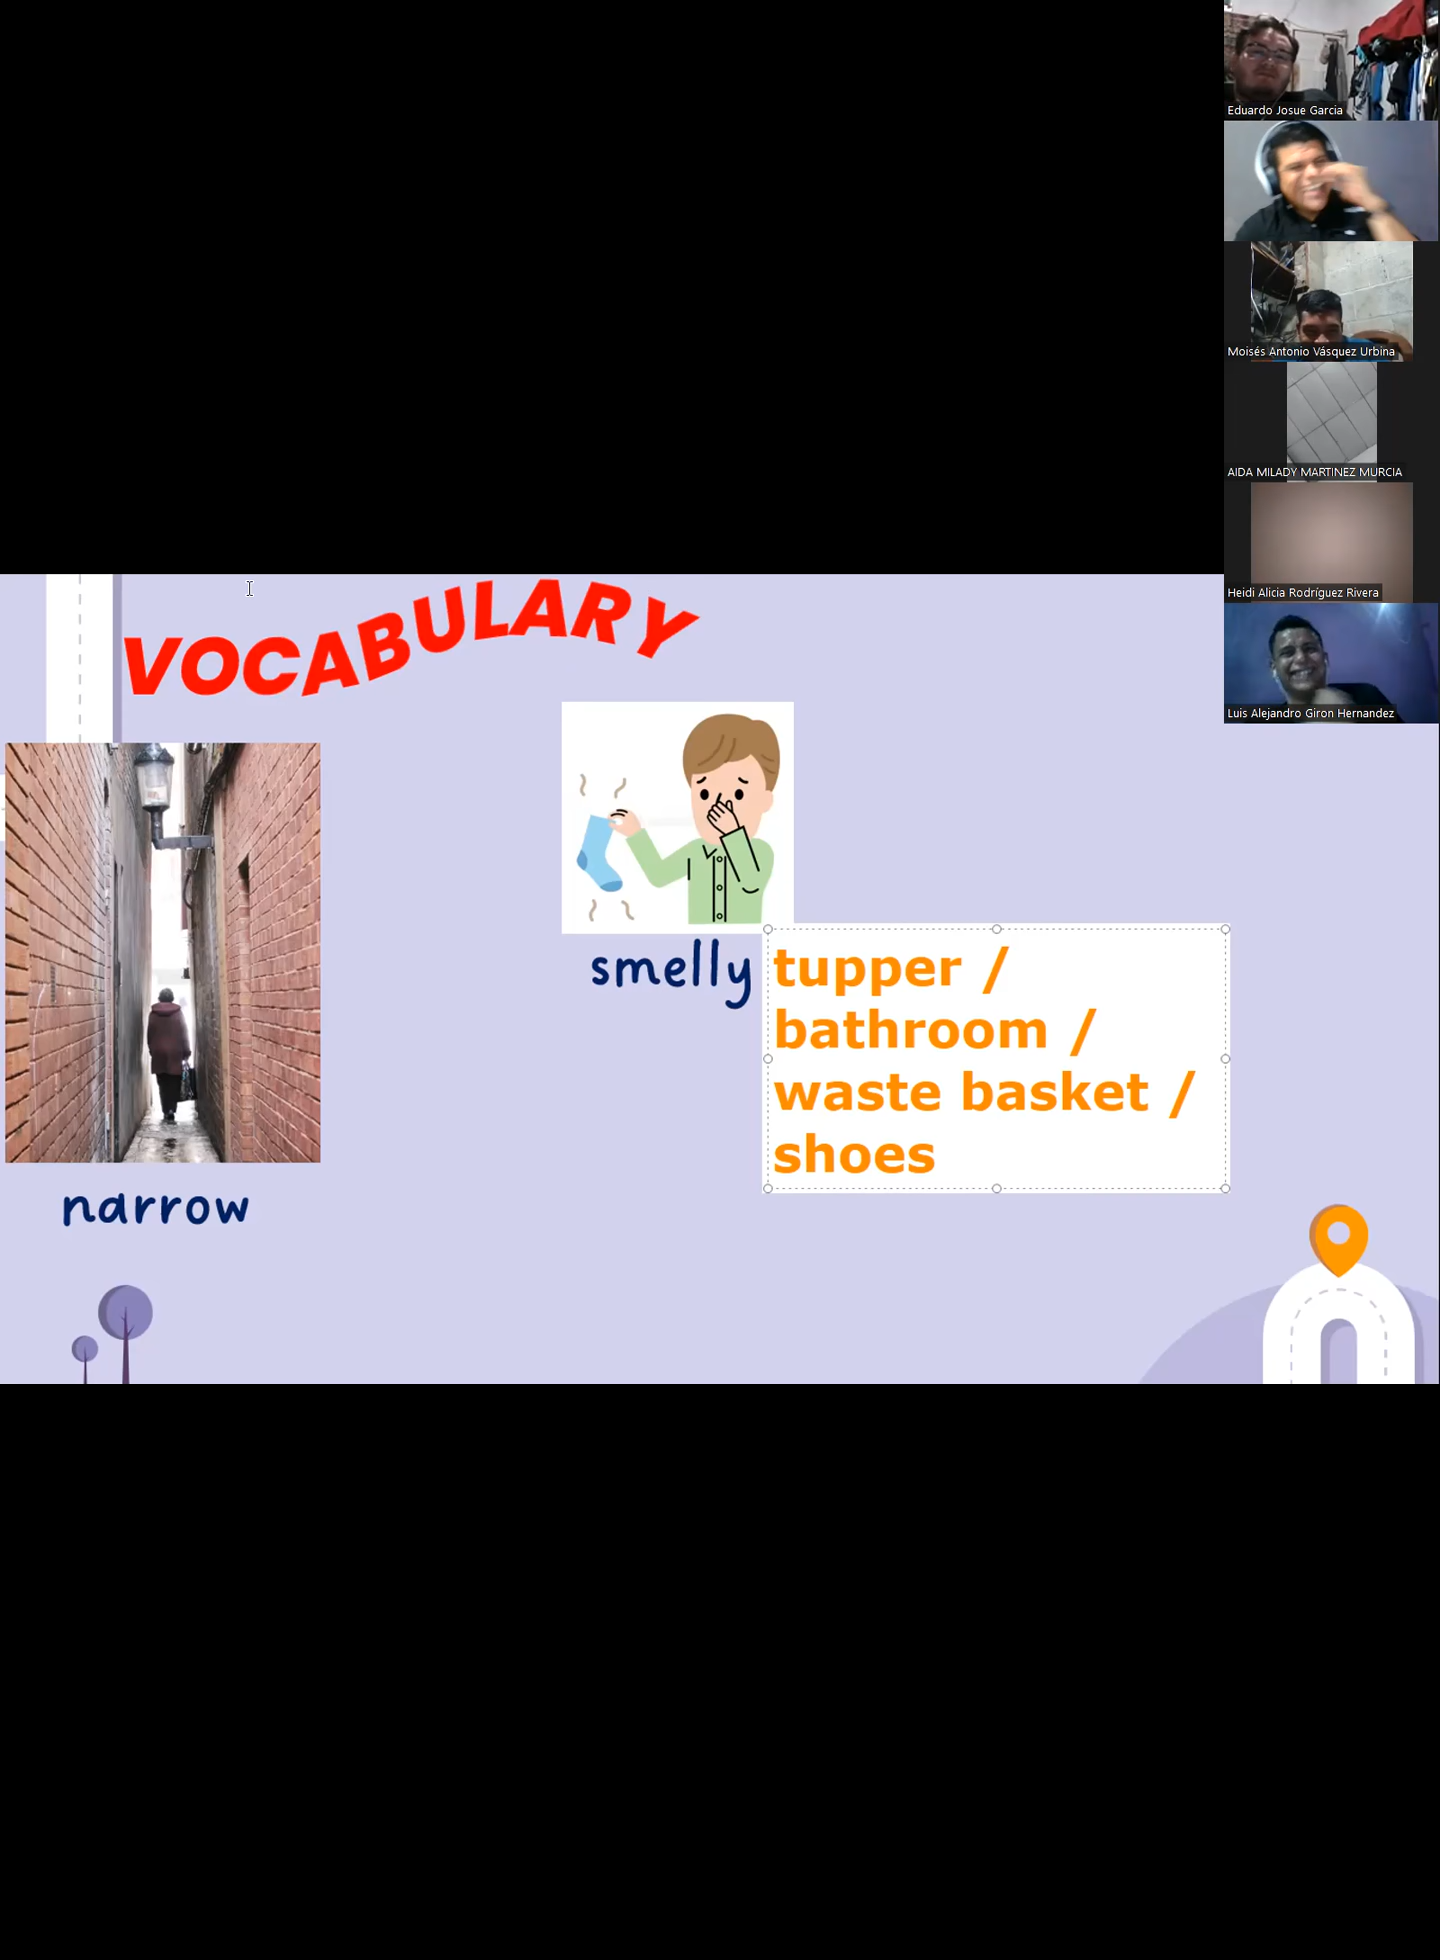 Eduardo Josue Garcia
Moisés Antonio Vásquez Urbina
AIDA MILADY MARTINEZ MURCIA
Heidi Alicia Rodríguez Rivera
Luis Alejandro Giron Hernandez
VOCABULARY
smelly
tupper /
bathroom /
waste basket /
shoes
narrow